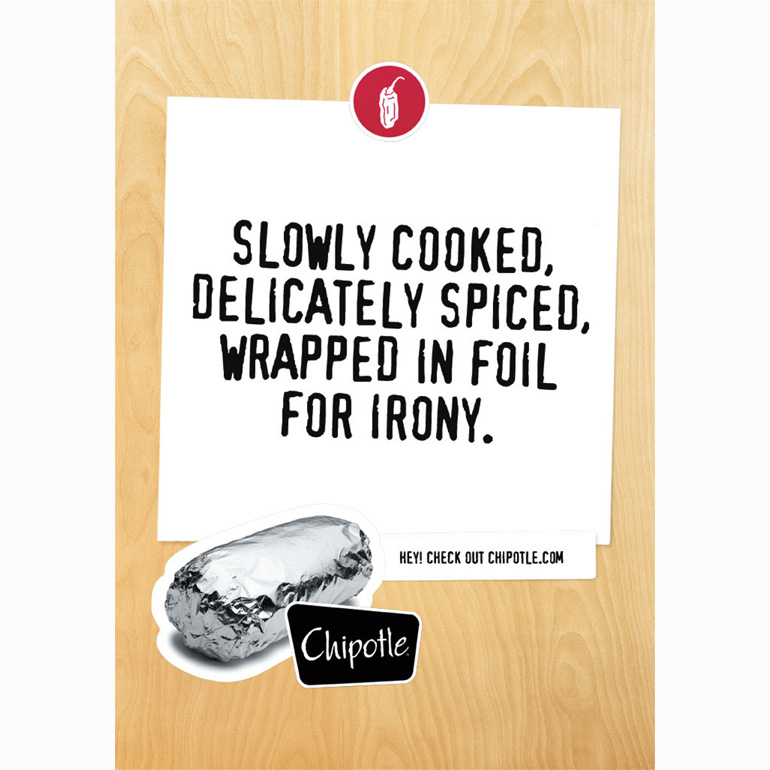 SLOWLY COOKED,
DELICATELY SPICED,
WRAPPED IN FOIL
FOR IRONY.
HEY! CHECK OUT CHIPOTLE.COM
Chipotle